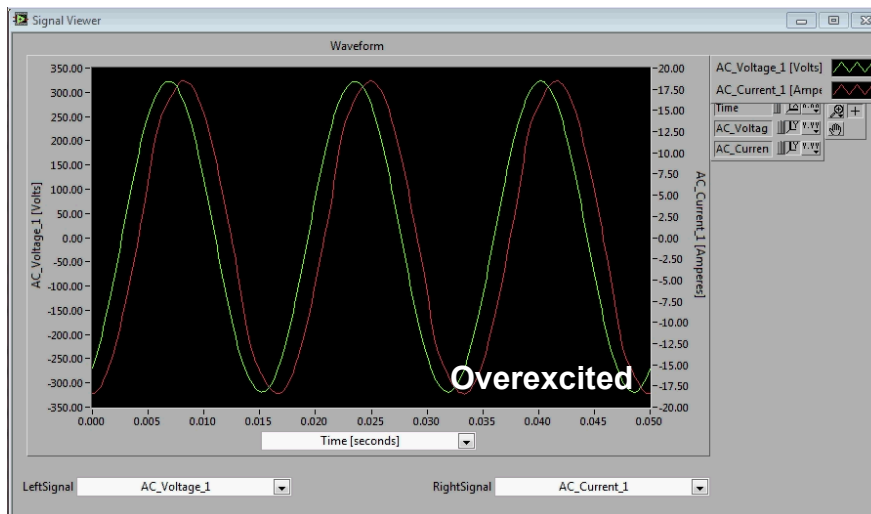 Signal Viewer
Waveform
AC_Voltage_1 [Volts]
350.00
300.00
250.00
200.00
150.00
100.00
50.00
0.00
-50.00
-100.00
-150.00
-200.00
-250.00
-300.00
-350.00
20.00
17.50
15.00
12.50
10.00
7.50
5.00
2.50
0.00
-2.50
-5.00
-7.50
-10.00
-12.50
-15.00
-17.50
-20.00
AC_Current_1 [Amperes]
Overexcited
0.000 0.005 0.010 0.015 0.020 0.025 0.030 0.035 0.040 0.045 0.050
Time [seconds]
AC_Voltage_1 [Volts]
AC_Current_1 [Ampe
Time
AC_Voltag
AC_Curren
LeftSignal AC_Voltage_1 RightSignal AC_Current_1